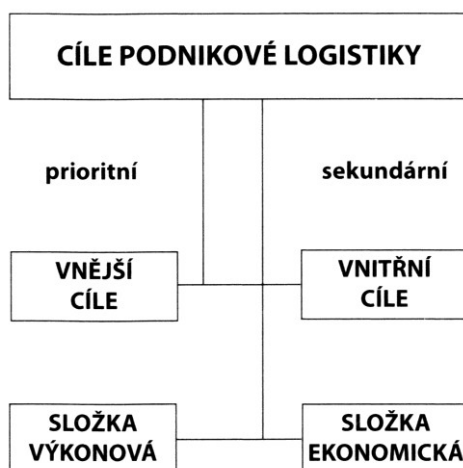 CÍLE PODNIKOVÉ LOGISTIKY
prioritní
sekundární
VNĚJŠÍ
CÍLE
VNITŘNÍ
CÍLE
SLOŽKA
VÝKONOVÁ
SLOŽKA
EKONOMICKÁ